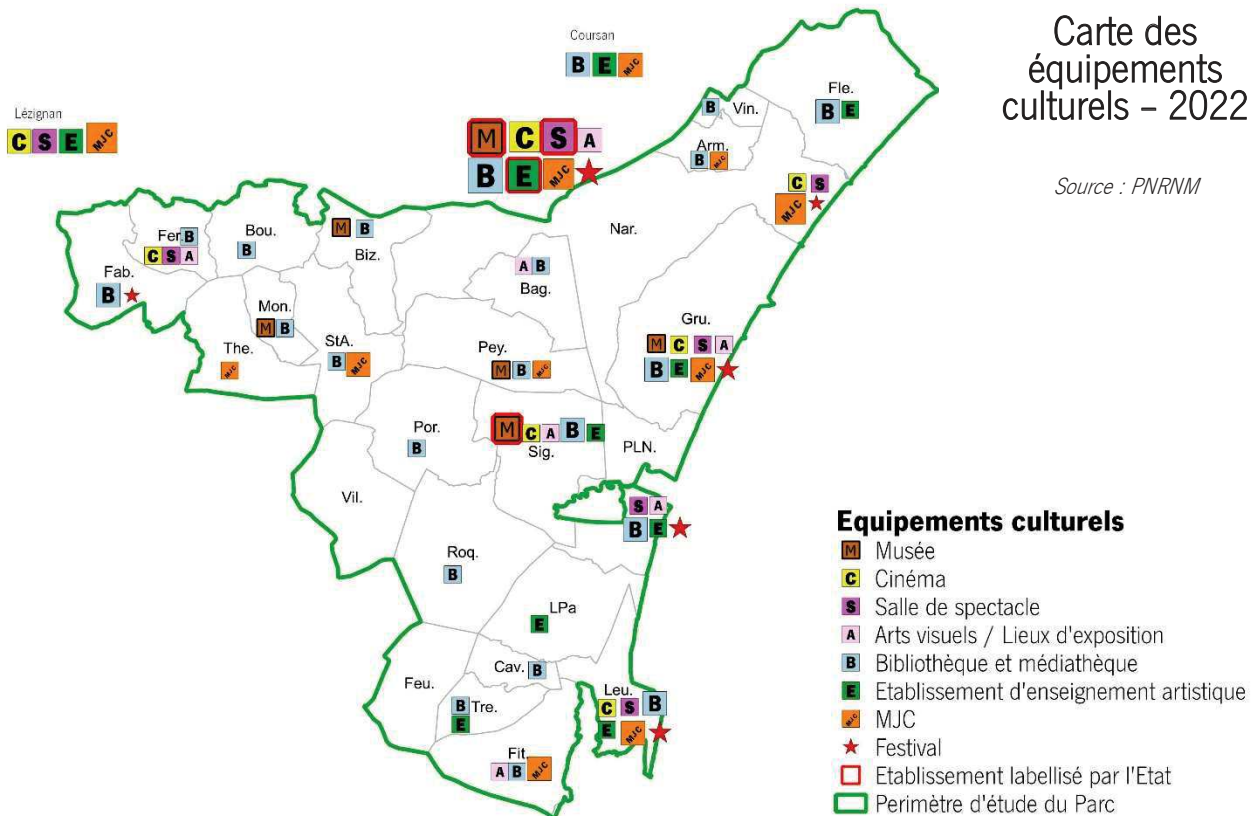 Carte des
équipements
culturels – 2022
Source : PNRNM
Coursan
B E MJC
Lézignan
C S E MJC
M C S A
B E MJC
Fle.
B E
B Vin.
Arm.
B MJC
C S
MJC
Nar.
Fer. B
C S A
Bou.
B
M B
Biz.
Fab.
B
A B
Bag.
Mon.
M B
The.
MJC
StA.
B MJC
Pey.
M B MJC
Gru.
M C S A
B E MJC
Por.
B
M C A B E
Sig.
PLN.
Vil.
S A
B E
Roq.
B
LPa
E
Cav. B
Feu.
B Tre.
E
Leu.
C S B
E MJC
Fit.
A B MJC
Equipements culturels
M Musée
C Cinéma
S Salle de spectacle
A Arts visuels / Lieux d'exposition
B Bibliothèque et médiathèque
E Etablissement d'enseignement artistique
MJC MJC
Festival
Etablissement labellisé par l'Etat
Perimètre d'étude du Parc